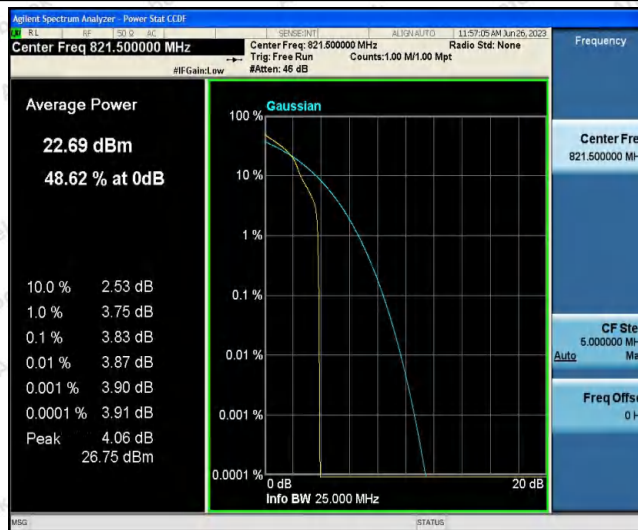 Agilent Spectrum Analyzer - Power Stat CCDF
RL RF 50 Ω AC SENSE:INT ALIGN AUTO 11:57:05 AM Jun 26, 2023
Center Freq 821.500000 MHz
Center Freq: 821.500000 MHz Radio Std: None
Trig: Free Run Counts:1.00 M/1.00 Mpt
#IFGain:Low #Atten: 46 dB
Frequency
Average Power
22.69 dBm
48.62 % at 0dB
10.0 % 2.53 dB
1.0 % 3.75 dB
0.1 % 3.83 dB
0.01 % 3.87 dB
0.001 % 3.90 dB
0.0001 % 3.91 dB
Peak 4.06 dB
26.75 dBm
Gaussian
100 %
10 %
1 %
0.1 %
0.01 %
0.001 %
0.0001 %
0 dB 20 dB
Info BW 25.000 MHz
Center Fre
821.500000 MH
CF Ste
5.000000 MH
Auto Ma
Freq Offse
0 H
MSG STATUS